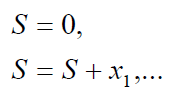 S = 0,
S = S + x₁,...